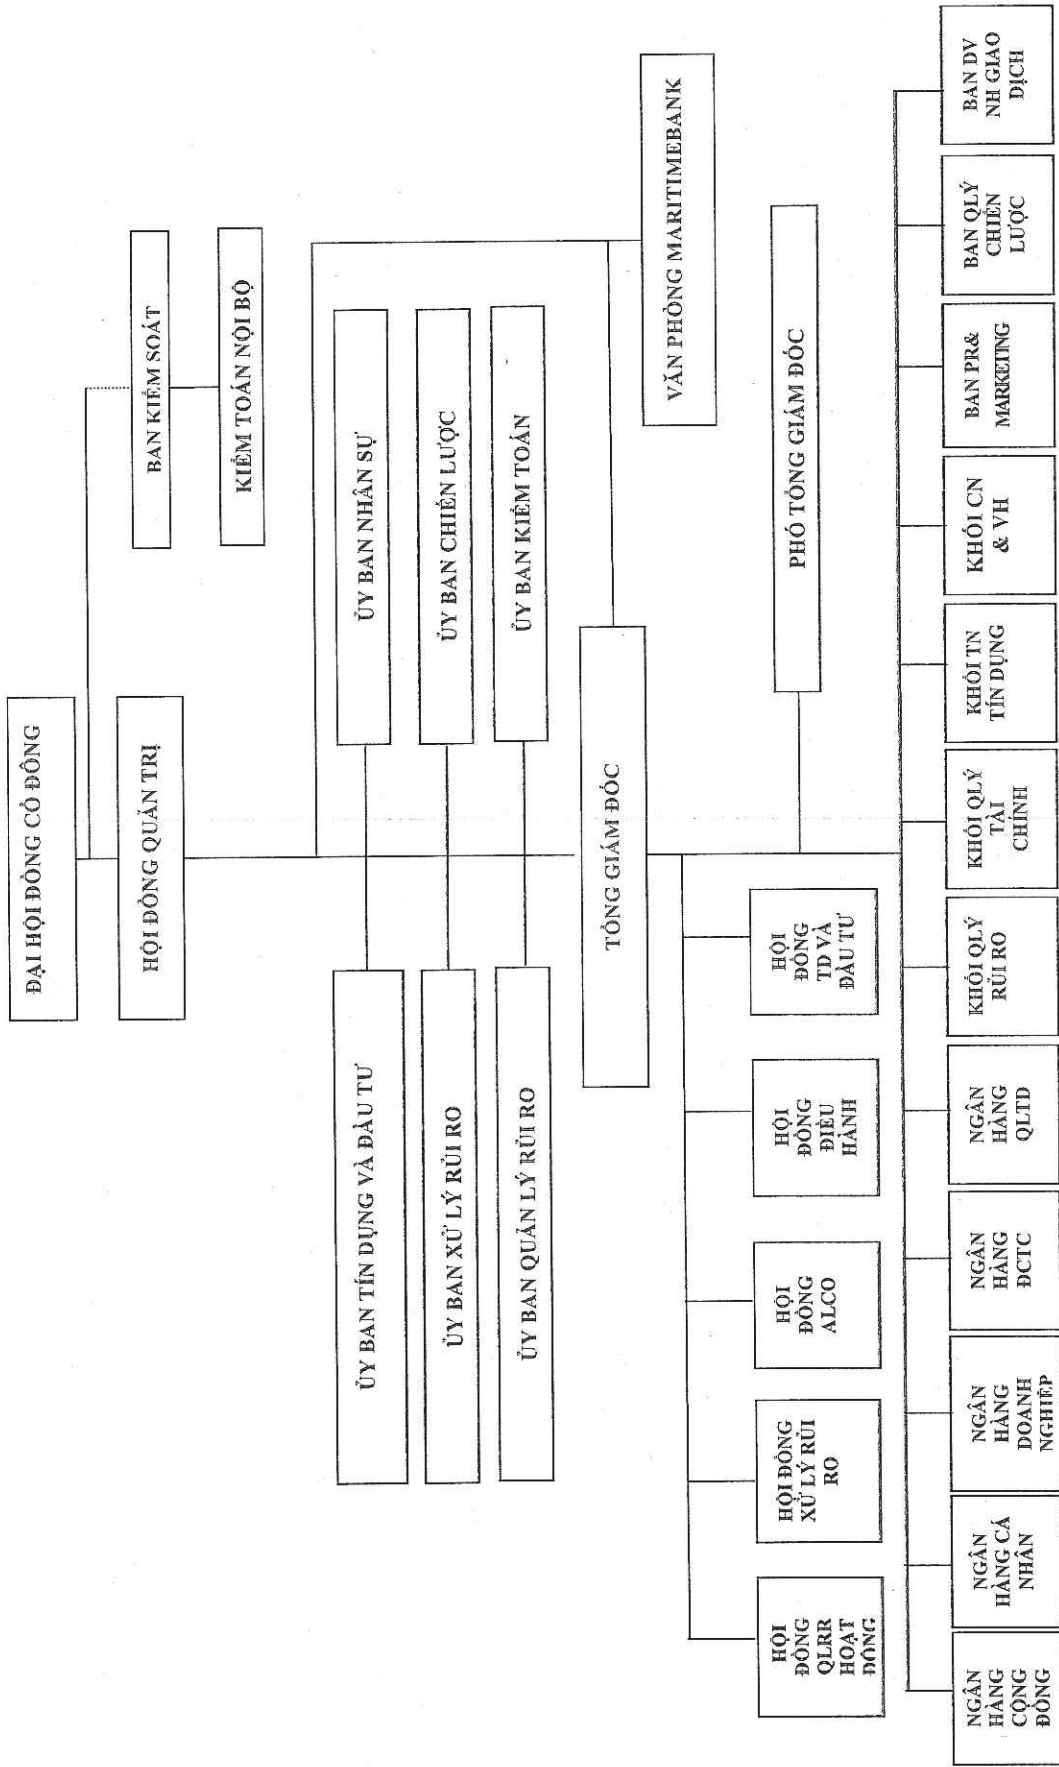 ĐẠI HỘI ĐỒNG CỔ ĐÔNG
HỘI ĐỒNG QUẢN TRỊ
BAN KIỂM SOÁT
KIỂM TOÁN NỘI BỘ
ỦY BAN TÍN DỤNG VÀ ĐẦU TƯ
ỦY BAN NHÂN SỰ
ỦY BAN XỬ LÝ RỦI RO
ỦY BAN CHIẾN LƯỢC
ỦY BAN QUẢN LÝ RỦI RO
ỦY BAN KIỂM TOÁN
TỔNG GIÁM ĐỐC
VĂN PHÒNG MARITIMEBANK
PHÓ TỔNG GIÁM ĐỐC
HỘI
ĐỒNG
QLRR
HOẠT
ĐỘNG
HỘI ĐỒNG
XỬ LÝ RỦI
RO
HỘI
ĐỒNG
ALCO
HỘI
ĐỒNG
ĐIỀU
HÀNH
HỘI
ĐỒNG
TD VÀ
ĐẦU TƯ
NGÂN
HÀNG
CỘNG
ĐỒNG
NGÂN
HÀNG CÁ
NHÂN
NGÂN
HÀNG
DOANH
NGHIỆP
NGÂN
HÀNG
ĐCTC
NGÂN
HÀNG
QLTD
KHỐI QLÝ
RỦI RO
KHỐI QLÝ
TÀI
CHÍNH
KHỐI TN
TÍN DỤNG
KHỐI CN
& VH
BAN PR&
MARKETING
BAN QLÝ
CHIẾN
LƯỢC
BAN DV
NH GIAO
DỊCH